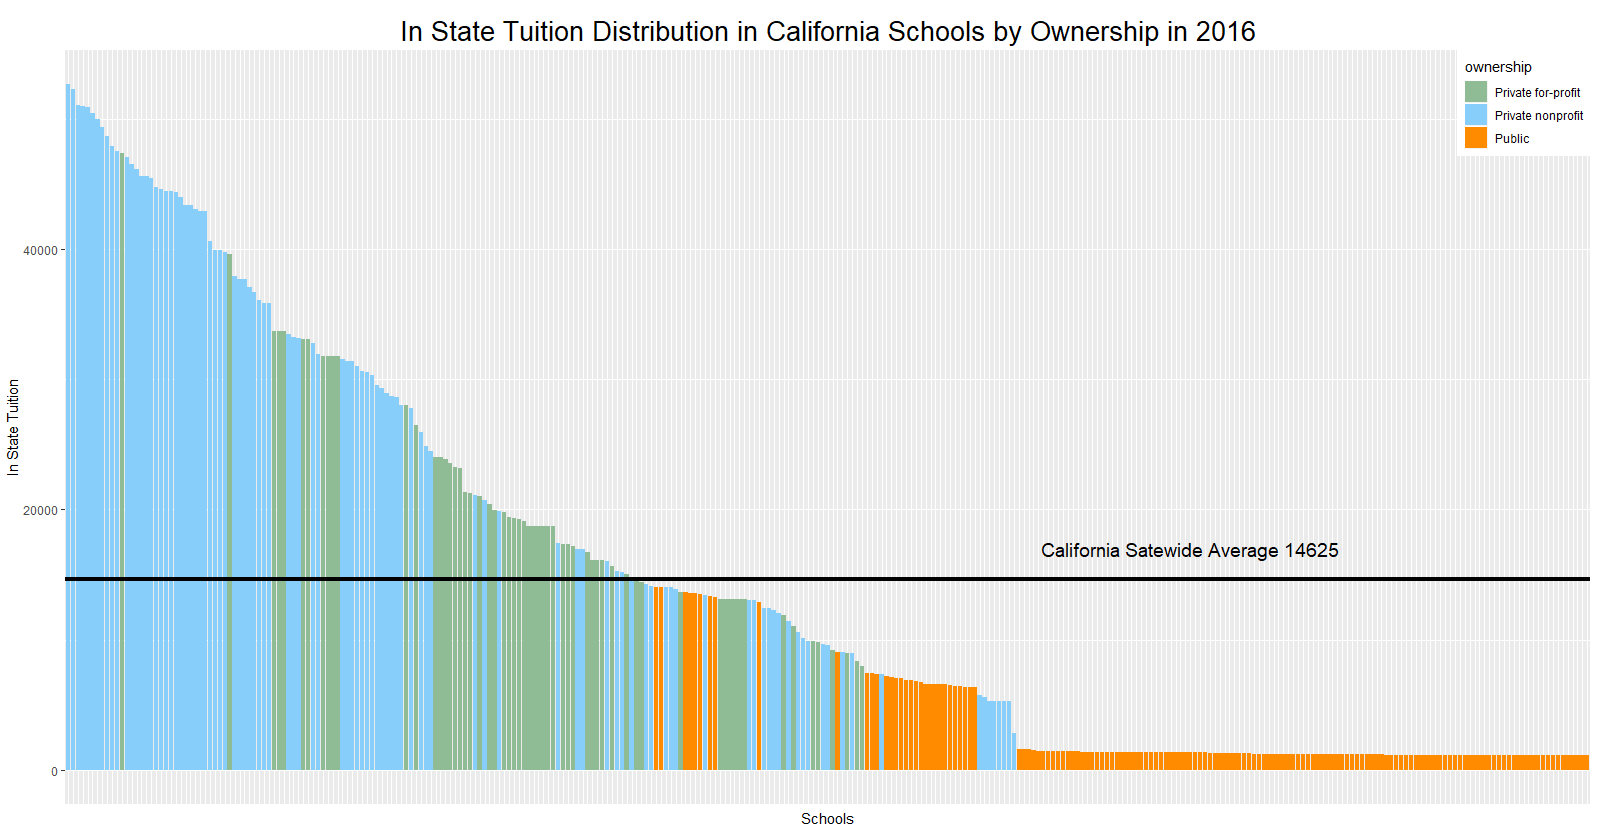 In State Tuition Distribution in California Schools by Ownership in 2016
ownership
Private for-profit
Private nonprofit
Public
40000
20000
0
In State Tuition
California Satewide Average 14625
Schools